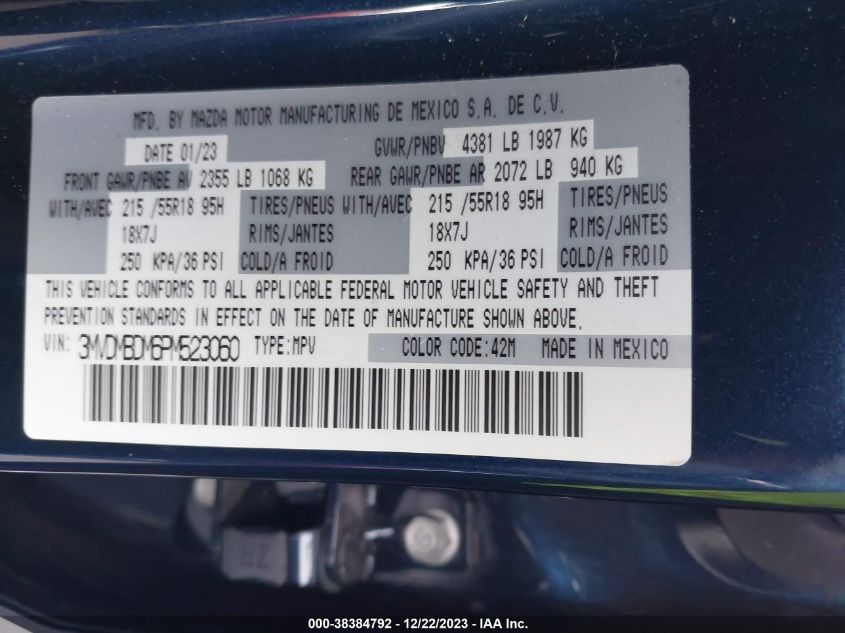 MFD. BY MAZDA MOTOR MANUFACTURING DE MEXICO S.A. DE C.V.
DATE 01/23 GVWR/PNBV 4381 LB 1987 KG
FRONT GAWR/PNBE AV 2355 LB 1068 KG REAR GAWR/PNBE AR 2072 LB 940 KG
WITH/AVEC 215 /55R18 95H TIRES/PNEUS WITH/AVEC 215 /55R18 95H TIRES/PNEUS
18X7J RIMS/JANTES 18X7J RIMS/JANTES
250 KPA/36 PSI COLD/A FROID 250 KPA/36 PSI COLD/A FROID
THIS VEHICLE CONFORMS TO ALL APPLICABLE FEDERAL MOTOR VEHICLE SAFETY AND THEFT
PREVENTION STANDARDS IN EFFECT ON THE DATE OF MANUFACTURE SHOWN ABOVE.
VIN: 3MVDMBDM6PM523060 TYPE:MPV COLOR CODE:42M MADE IN MEXICO
ZR
000-38384792 - 12/22/2023 - IAA Inc.